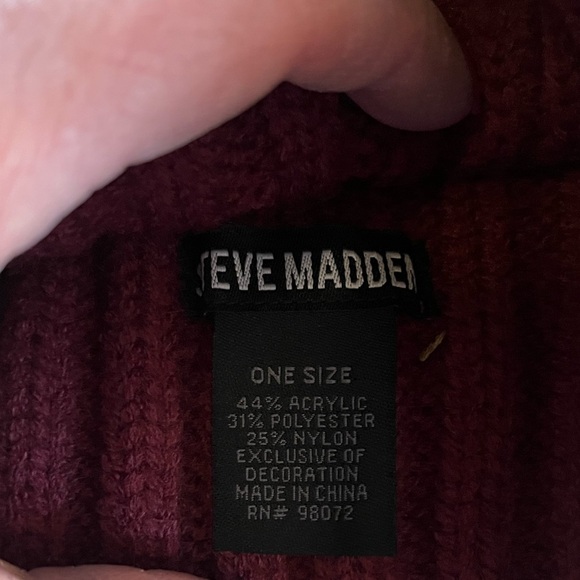 STEVE MADDEN
ONE SIZE
44% ACRYLIC
31% POLYESTER
25% NYLON
EXCLUSIVE OF
DECORATION
MADE IN CHINA
RN# 98072